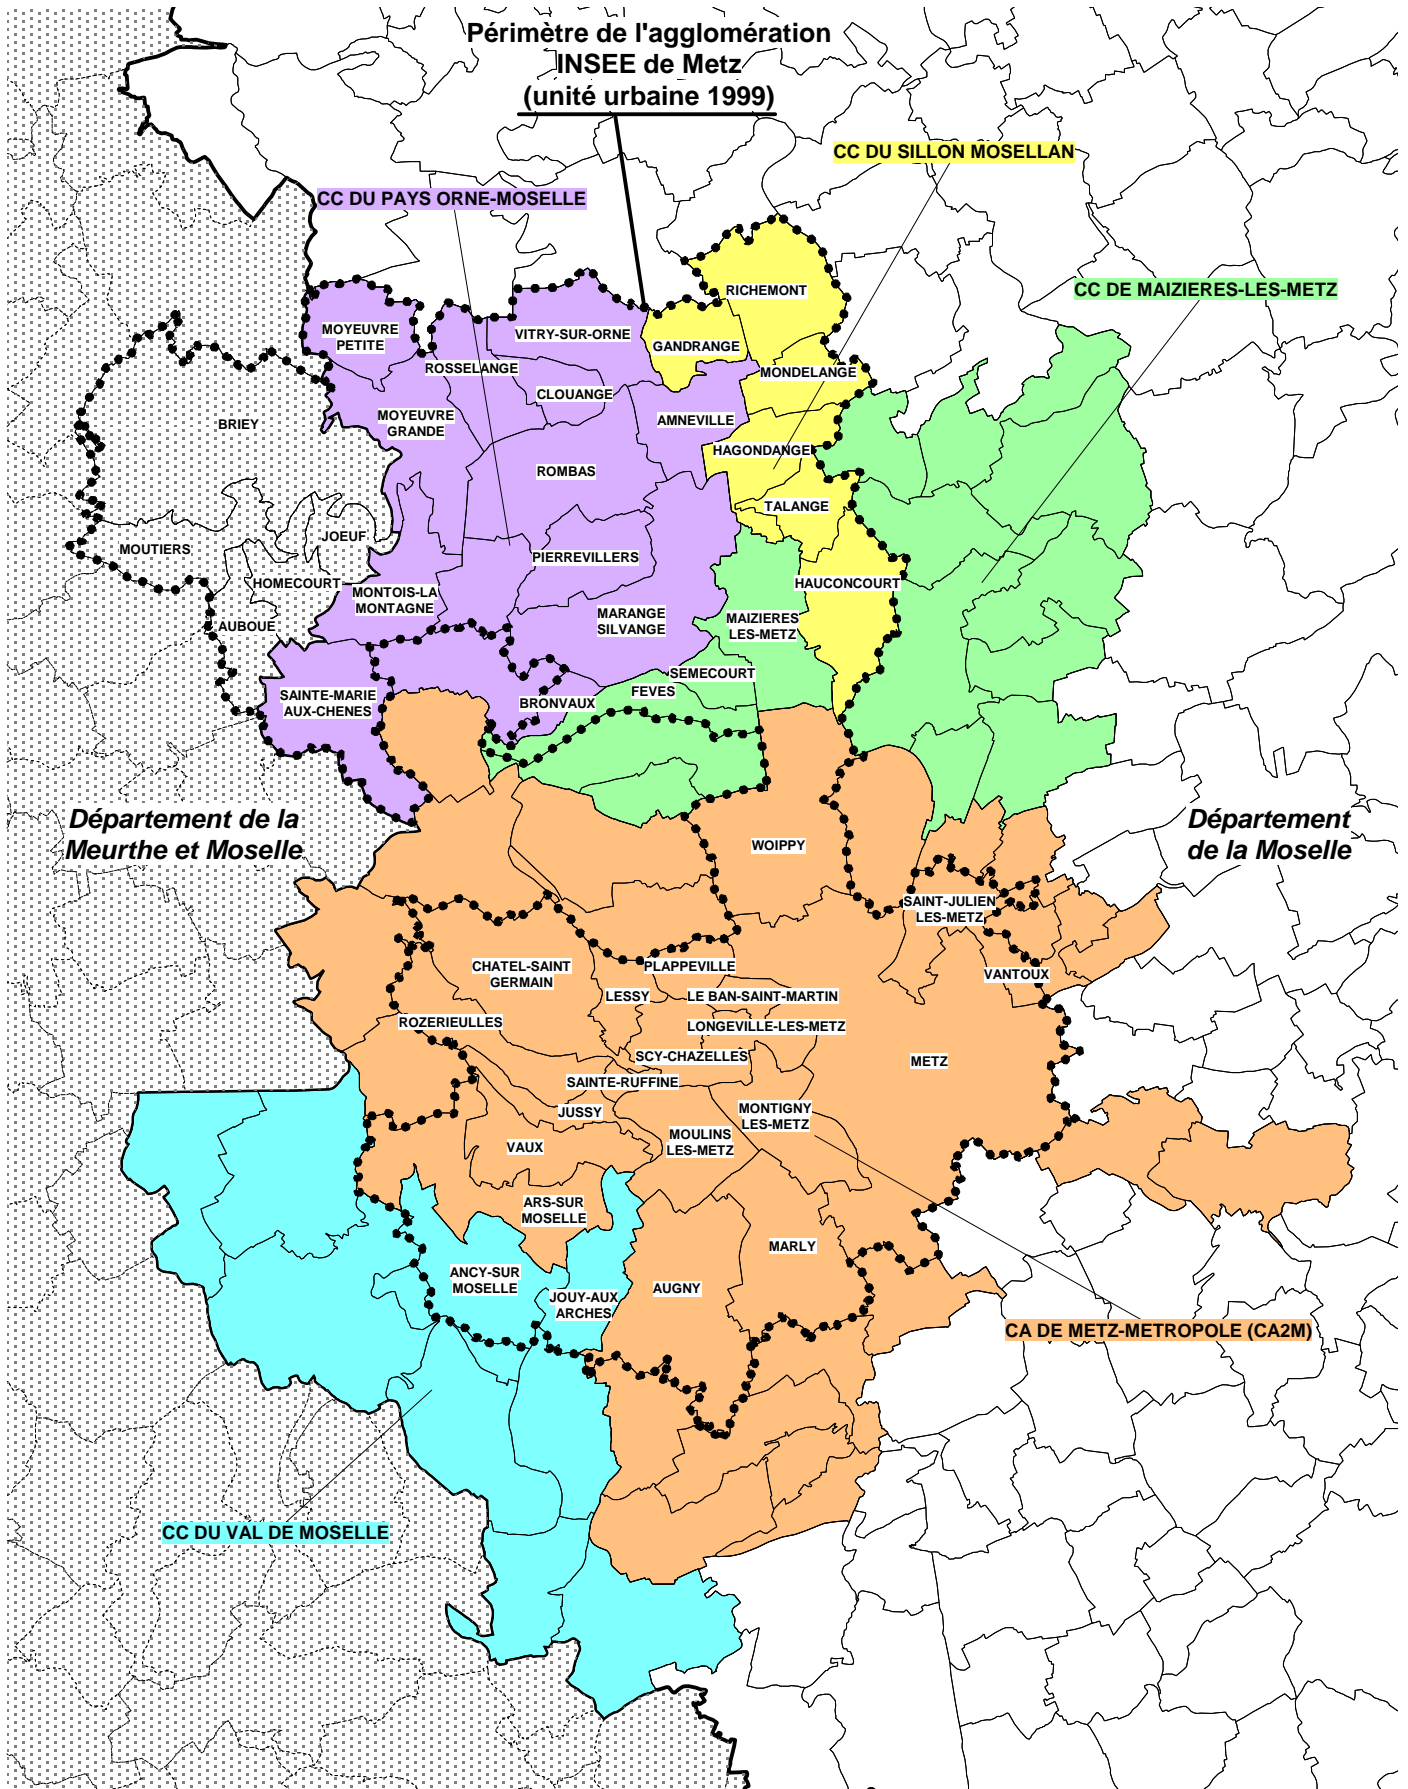 Périmètre de l'agglomération
INSEE de Metz
(unité urbaine 1999)
CC DU SILLON MOSELLAN
CC DU PAYS ORNE-MOSELLE
CC DE MAIZIERES-LES-METZ
RICHEMONT
MOYEUVRE
PETITE
VITRY-SUR-ORNE
GANDRANGE
ROSSELANGE
MONDELANGE
CLOUANGE
BRIEY
MOYEUVRE
GRANDE
AMNEVILLE
HAGONDANGE
ROMBAS
TALANGE
JOEUF
MOUTIERS
PIERREVILLERS
HOMECOURT
HAUCONCOURT
MONTOIS-LA
MONTAGNE
AUBOUE
MARANGE
SILVANGE
MAIZIERES
LES-METZ
SEMECOURT
FEVES
SAINTE-MARIE
AUX-CHENES
BRONVAUX
Département de la
Meurthe et Moselle
Département
de la Moselle
WOIPPY
SAINT-JULIEN
LES-METZ
CHATEL-SAINT
GERMAIN
PLAPPEVILLE
VANTOUX
LESSY
LE BAN-SAINT-MARTIN
ROZERIEULLES
LONGEVILLE-LES-METZ
SCY-CHAZELLES
METZ
SAINTE-RUFFINE
JUSSY
MONTIGNY
LES-METZ
MOULINS
LES-METZ
VAUX
ARS-SUR
MOSELLE
MARLY
ANCY-SUR
MOSELLE
JOUY-AUX
ARCHES
AUGNY
CA DE METZ-METROPOLE (CA2M)
CC DU VAL DE MOSELLE